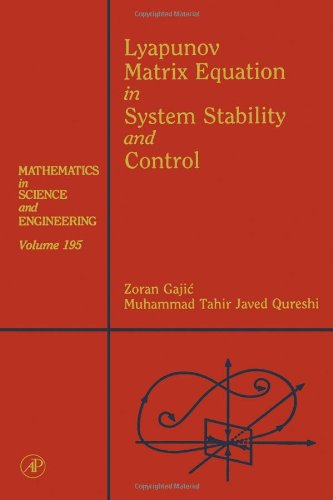 Lyapunov
Matrix Equation
in
System Stability
and
Control
MATHEMATICS
in
SCIENCE and
ENGINEERING
Volume 195
Zoran Gajić
Muhammad Tahir Javed Qureshi
AP